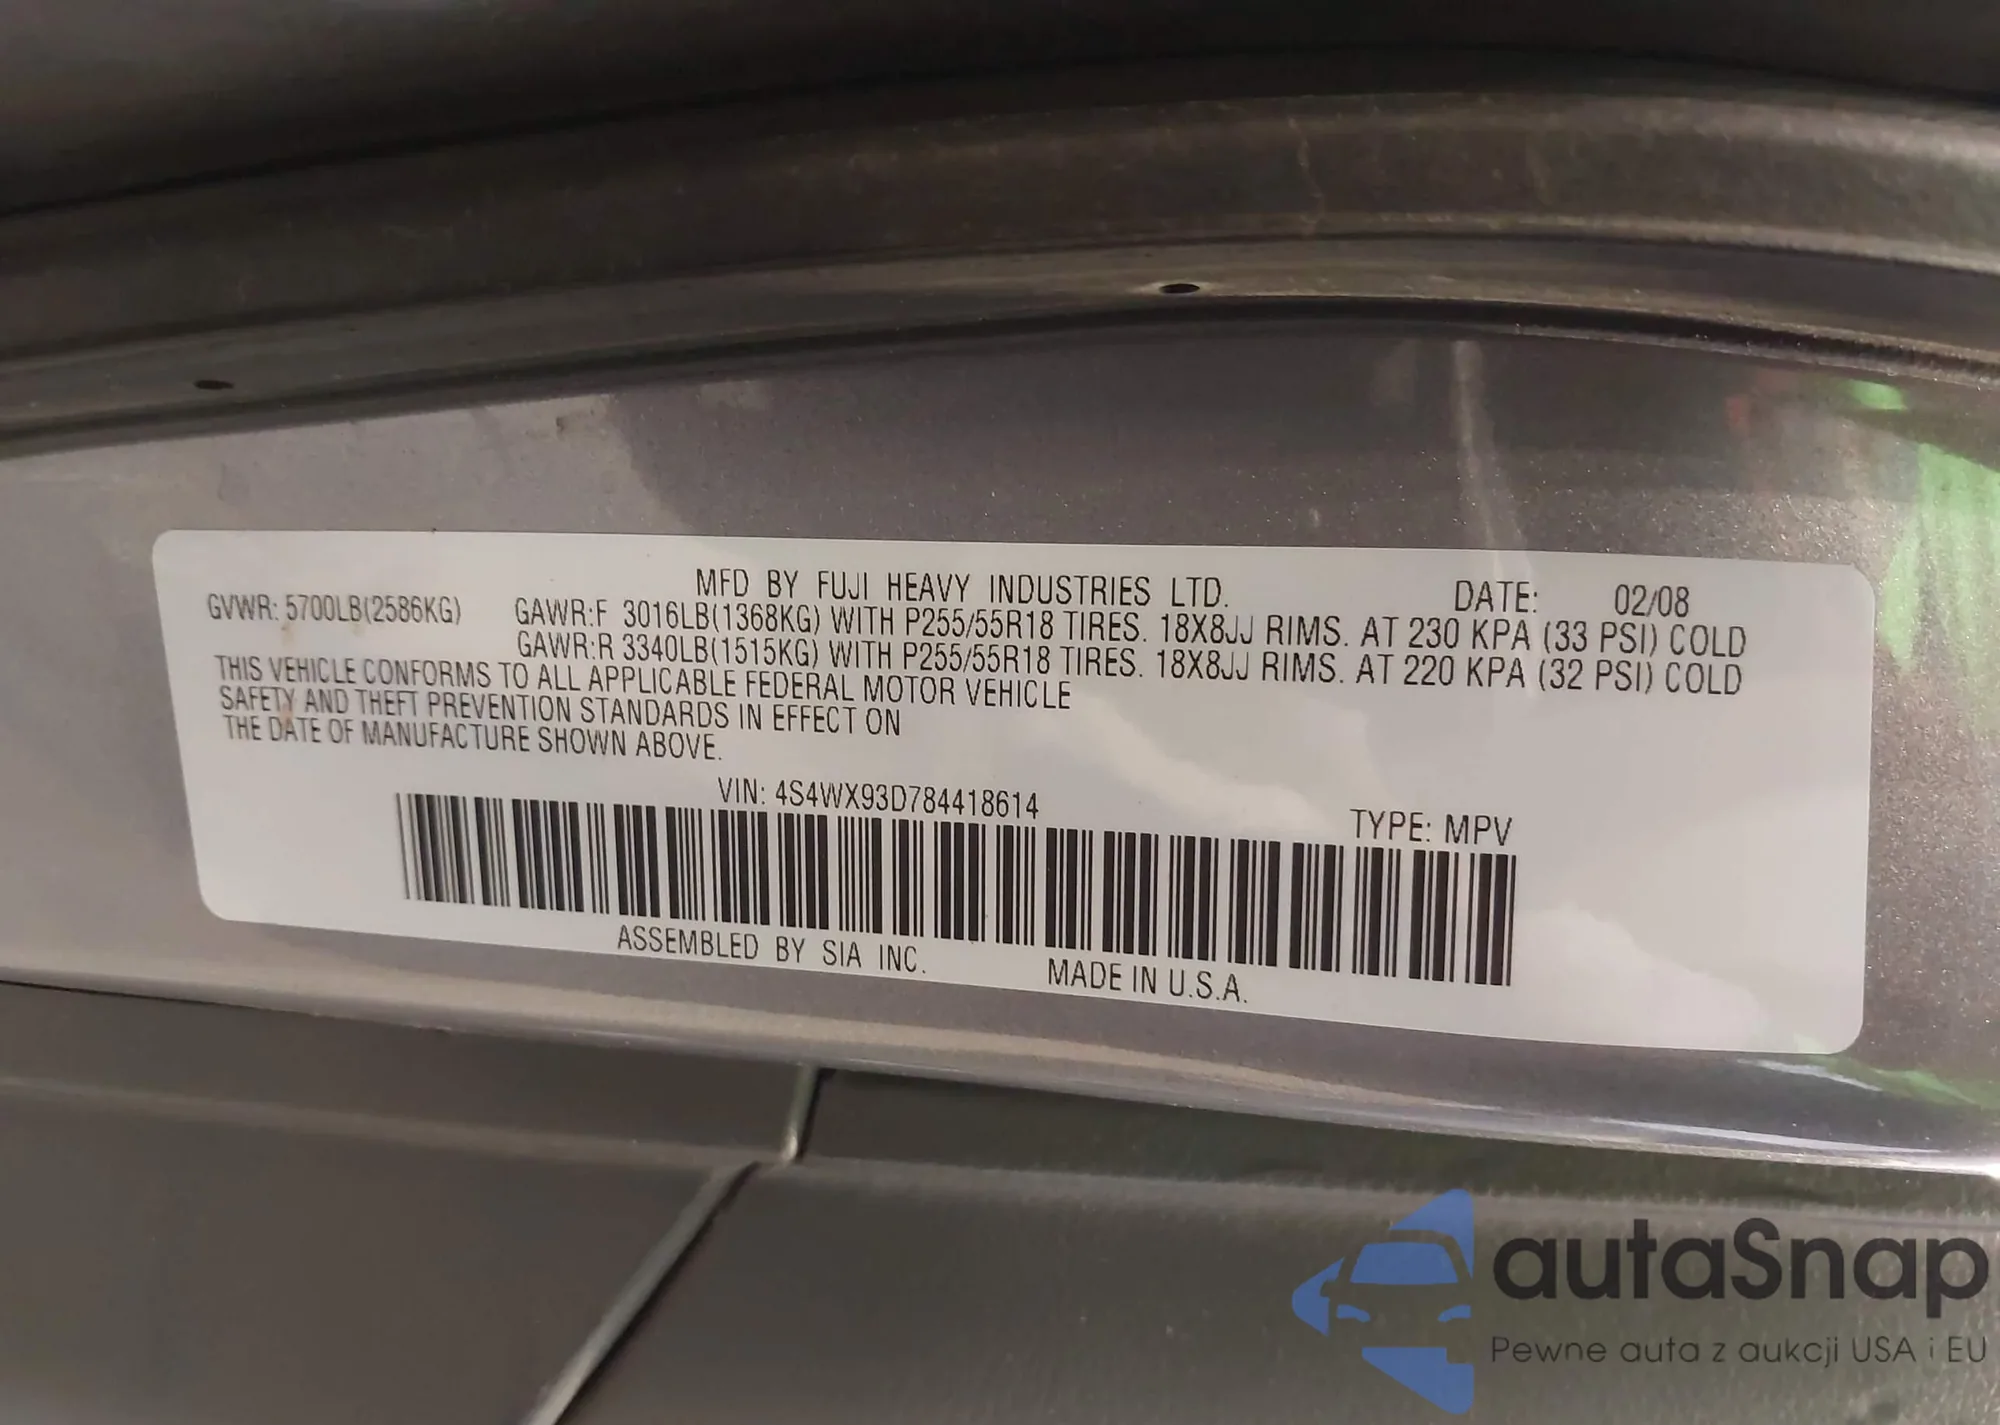 MFD BY FUJI HEAVY INDUSTRIES LTD. DATE: 02/08
GVWR: 5700LB(2586KG) GAWR:F 3016LB(1368KG) WITH P255/55R18 TIRES. 18X8JJ RIMS. AT 230 KPA (33 PSI) COLD
GAWR:R 3340LB(1515KG) WITH P255/55R18 TIRES. 18X8JJ RIMS. AT 220 KPA (32 PSI) COLD
THIS VEHICLE CONFORMS TO ALL APPLICABLE FEDERAL MOTOR VEHICLE
SAFETY AND THEFT PREVENTION STANDARDS IN EFFECT ON
THE DATE OF MANUFACTURE SHOWN ABOVE.
VIN: 4S4WX93D784418614
TYPE: MPV
ASSEMBLED BY SIA INC. MADE IN U.S.A.
autaSnap
Pewne auta z aukcji USA i EU